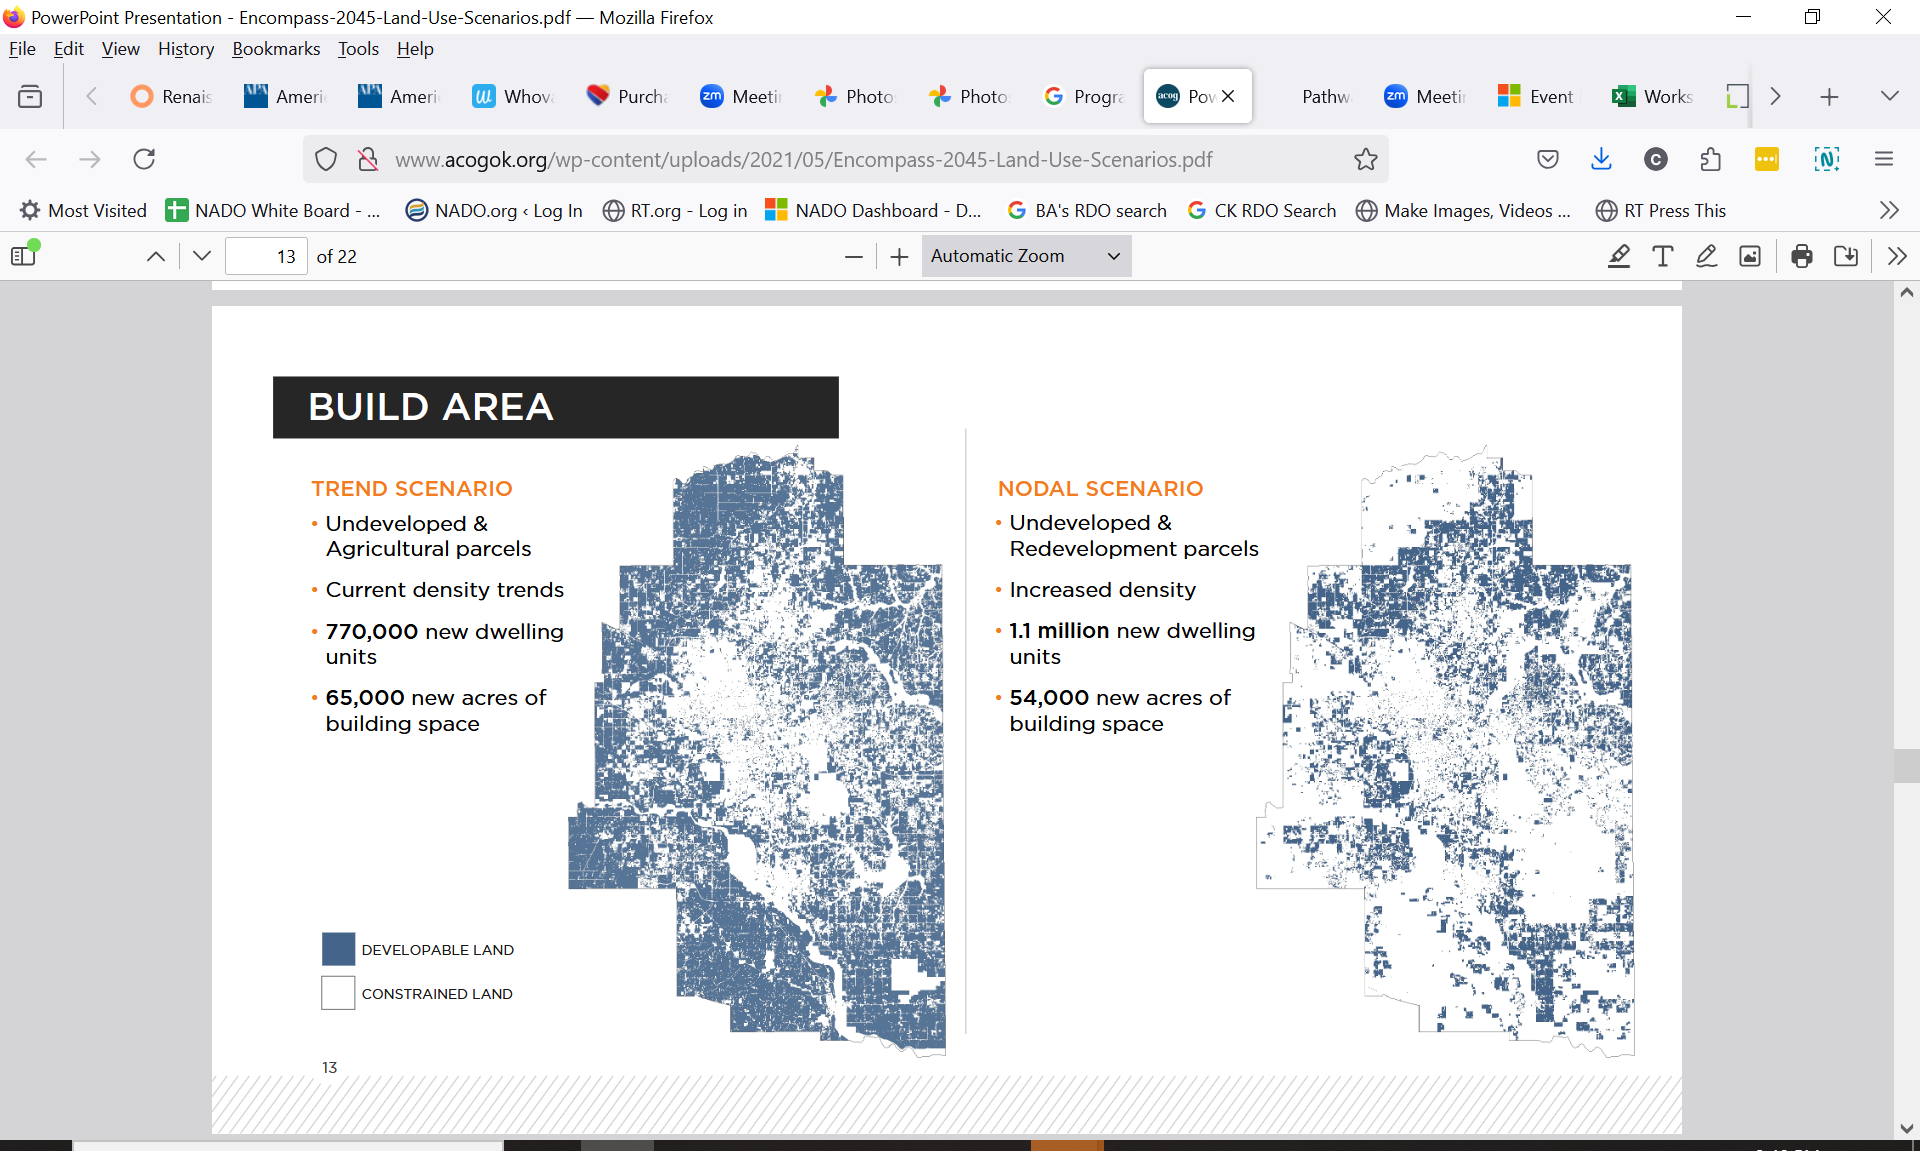 PowerPoint Presentation - Encompass-2045-Land-Use-Scenarios.pdf — Mozilla Firefox
File Edit View History Bookmarks Tools Help
Renais Ameri Ameri Whov Purcha Meeti Photo Photo Progra Pow Pathw Meeti Event Works
www.acogok.org/wp-content/uploads/2021/05/Encompass-2045-Land-Use-Scenarios.pdf
Most Visited NADO White Board - ... NADO.org ‹ Log In RT.org - Log in NADO Dashboard - D... BA's RDO search CK RDO Search Make Images, Videos ... RT Press This
13 of 22 Automatic Zoom
BUILD AREA
TREND SCENARIO
• Undeveloped &
Agricultural parcels
• Current density trends
• 770,000 new dwelling
units
• 65,000 new acres of
building space
DEVELOPABLE LAND
CONSTRAINED LAND
NODAL SCENARIO
• Undeveloped &
Redevelopment parcels
• Increased density
• 1.1 million new dwelling
units
• 54,000 new acres of
building space
13